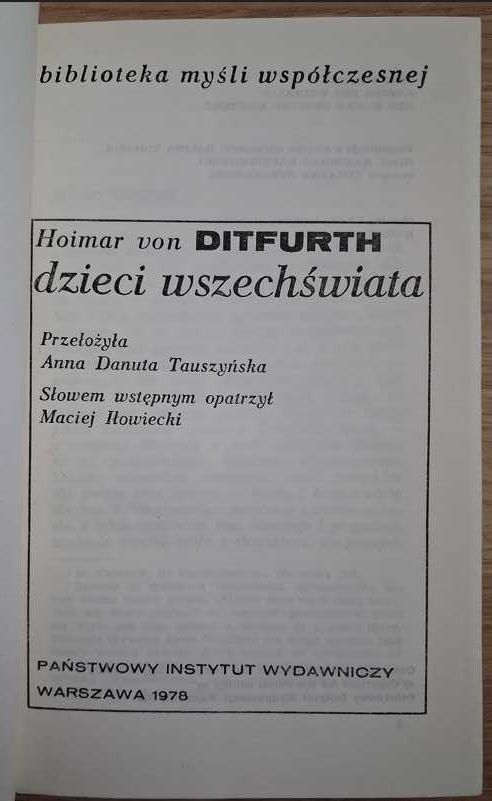 biblioteka myśli współczesnej
Hoimar von DITFURTH
dzieci wszechświata
Przełożyła
Anna Danuta Tauszyńska
Słowem wstępnym opatrzył
Maciej Iłowiecki
PAŃSTWOWY INSTYTUT WYDAWNICZY
WARSZAWA 1978